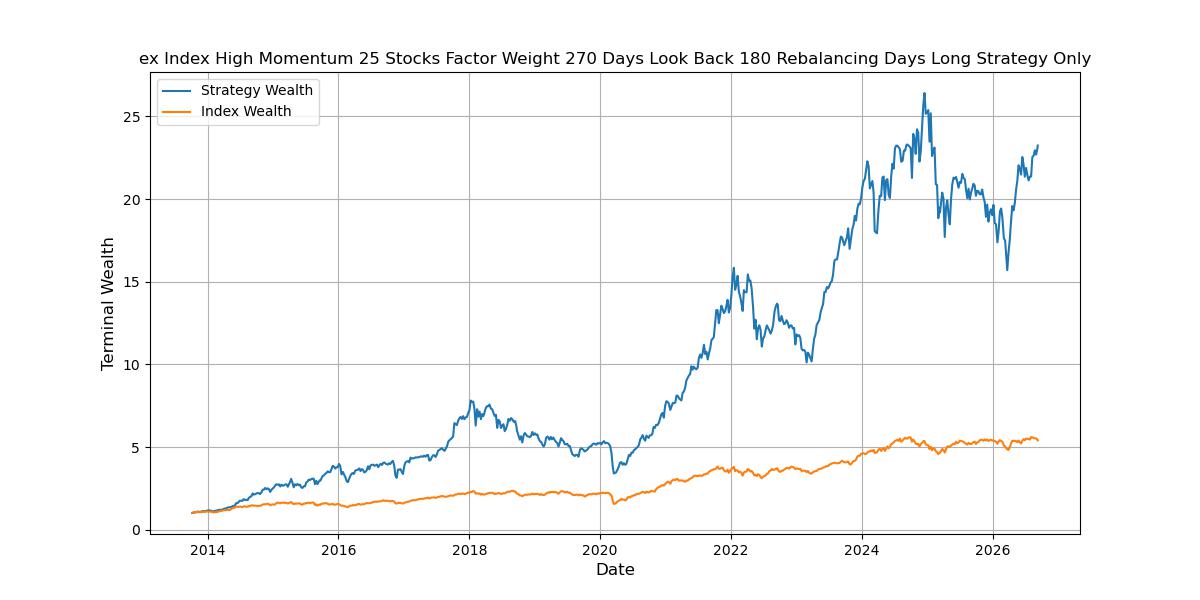 ex Index High Momentum 25 Stocks Factor Weight 270 Days Look Back 180 Rebalancing Days Long Strategy Only
Strategy Wealth
Index Wealth
Terminal Wealth
25
20
15
10
5
0
2014 2016 2018 2020 2022 2024 2026
Date